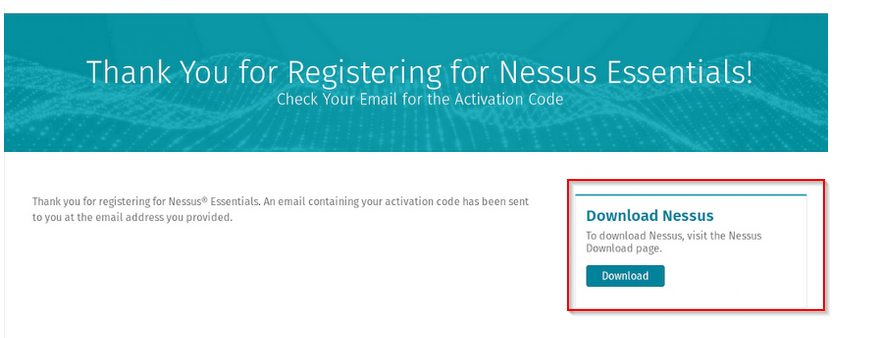 Thank You for Registering for Nessus Essentials!
Check Your Email for the Activation Code
Thank you for registering for Nessus® Essentials. An email containing your activation code has been sent
to you at the email address you provided.
Download Nessus
To download Nessus, visit the Nessus
Download page.
Download